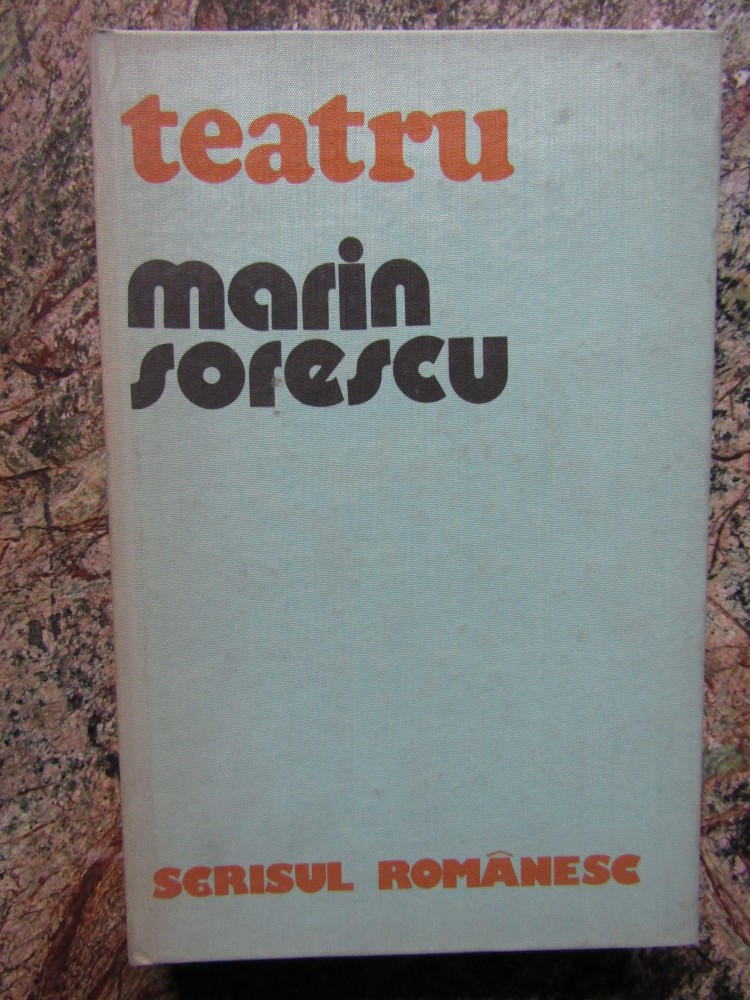 teatru
marin
sorescu
SCRISUL ROMÂNESC